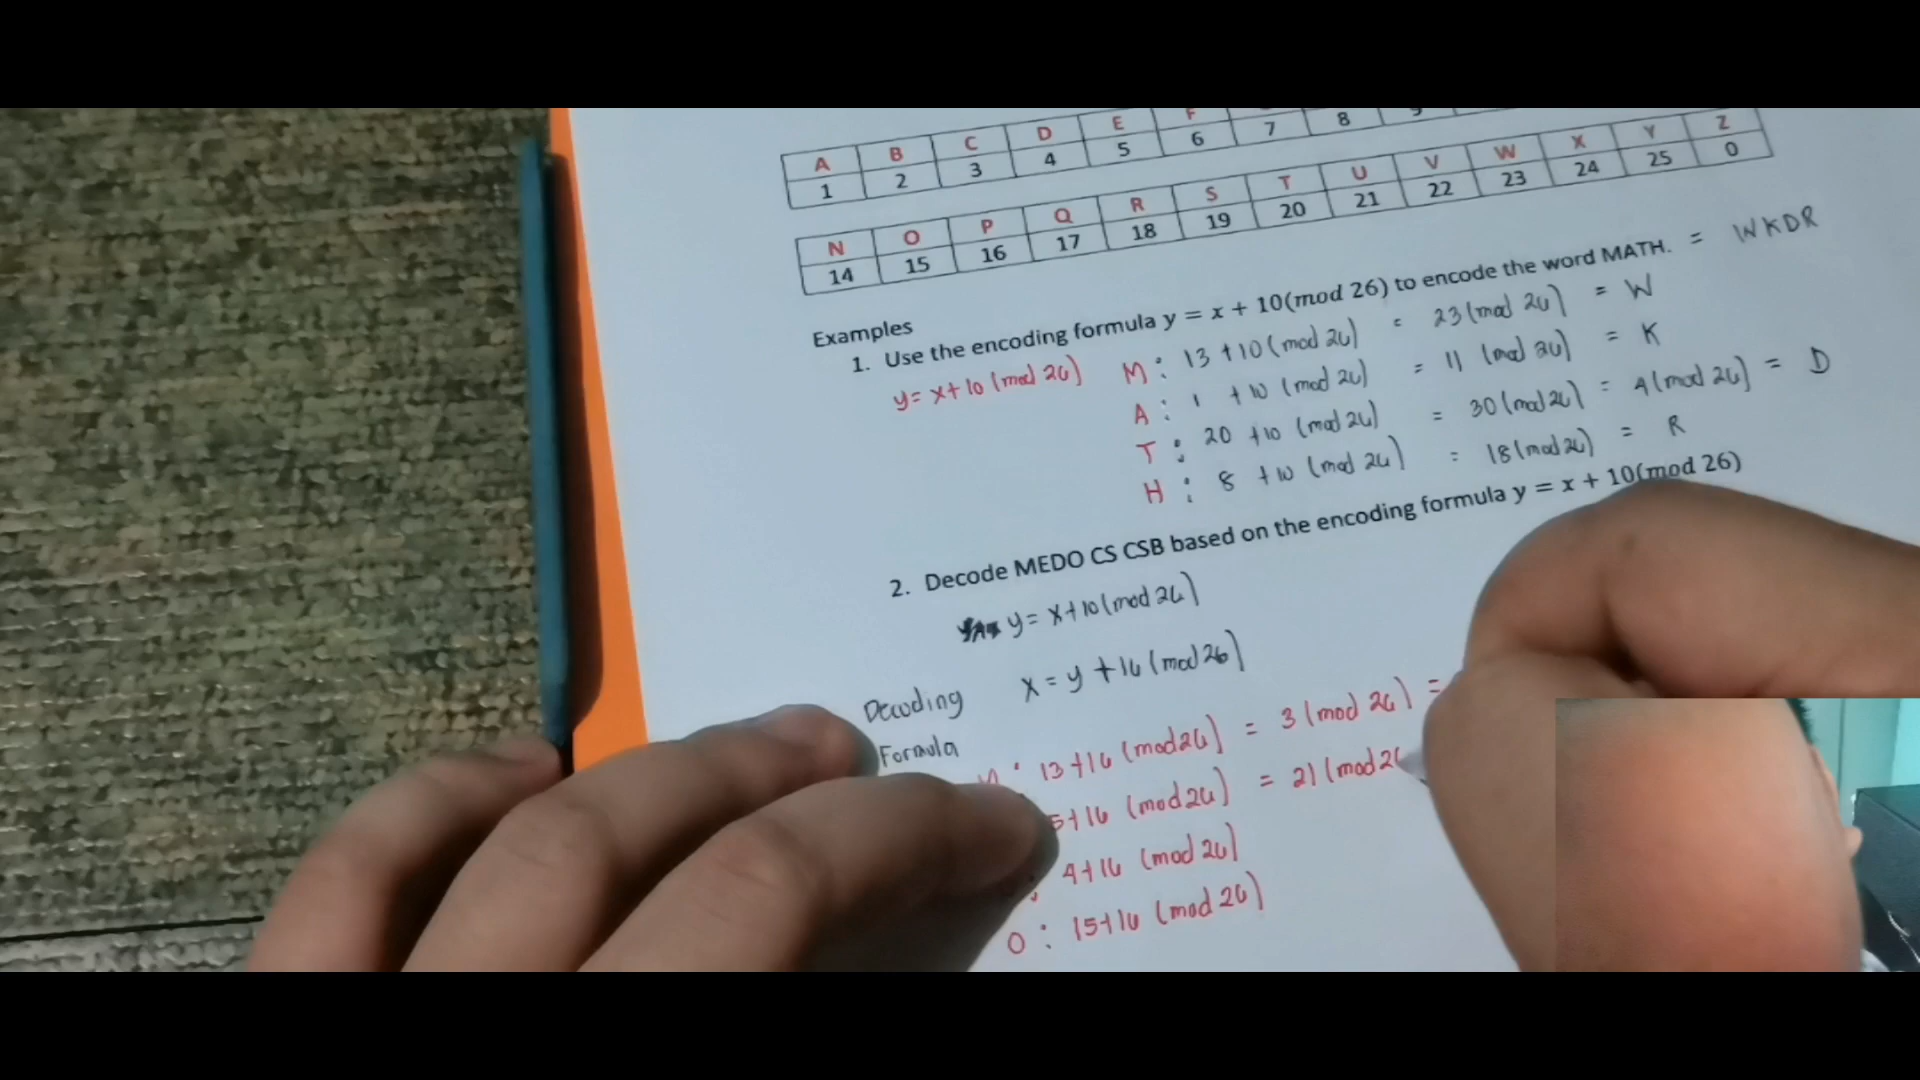 A B C D E F
1 2 3 4 5 6 7 8 9
N O P Q R S T U V W X Y Z
14 15 16 17 18 19 20 21 22 23 24 25 0
Examples
1. Use the encoding formula y = x + 10(mod 26) to encode the word MATH. = WKDR
y = x+10 (mod 26) M : 13 +10 (mod 26) = 23 (mod 26) = W
A : 1 +10 (mod 26) = 11 (mod 26) = K
T : 20 +10 (mod 26) = 30 (mod 26) = 4 (mod 26) = D
H : 8 +10 (mod 26) = 18 (mod 26) = R
2. Decode MEDO CS CSB based on the encoding formula y = x + 10(mod 26)
y = x+10 (mod 26)
x = y +16 (mod 26)
Decoding
Formula
: 13+16 (mod 26) = 3 (mod 26) =
5+16 (mod 26) = 21 (mod 26
: 4+16 (mod 26)
O : 15+16 (mod 26)